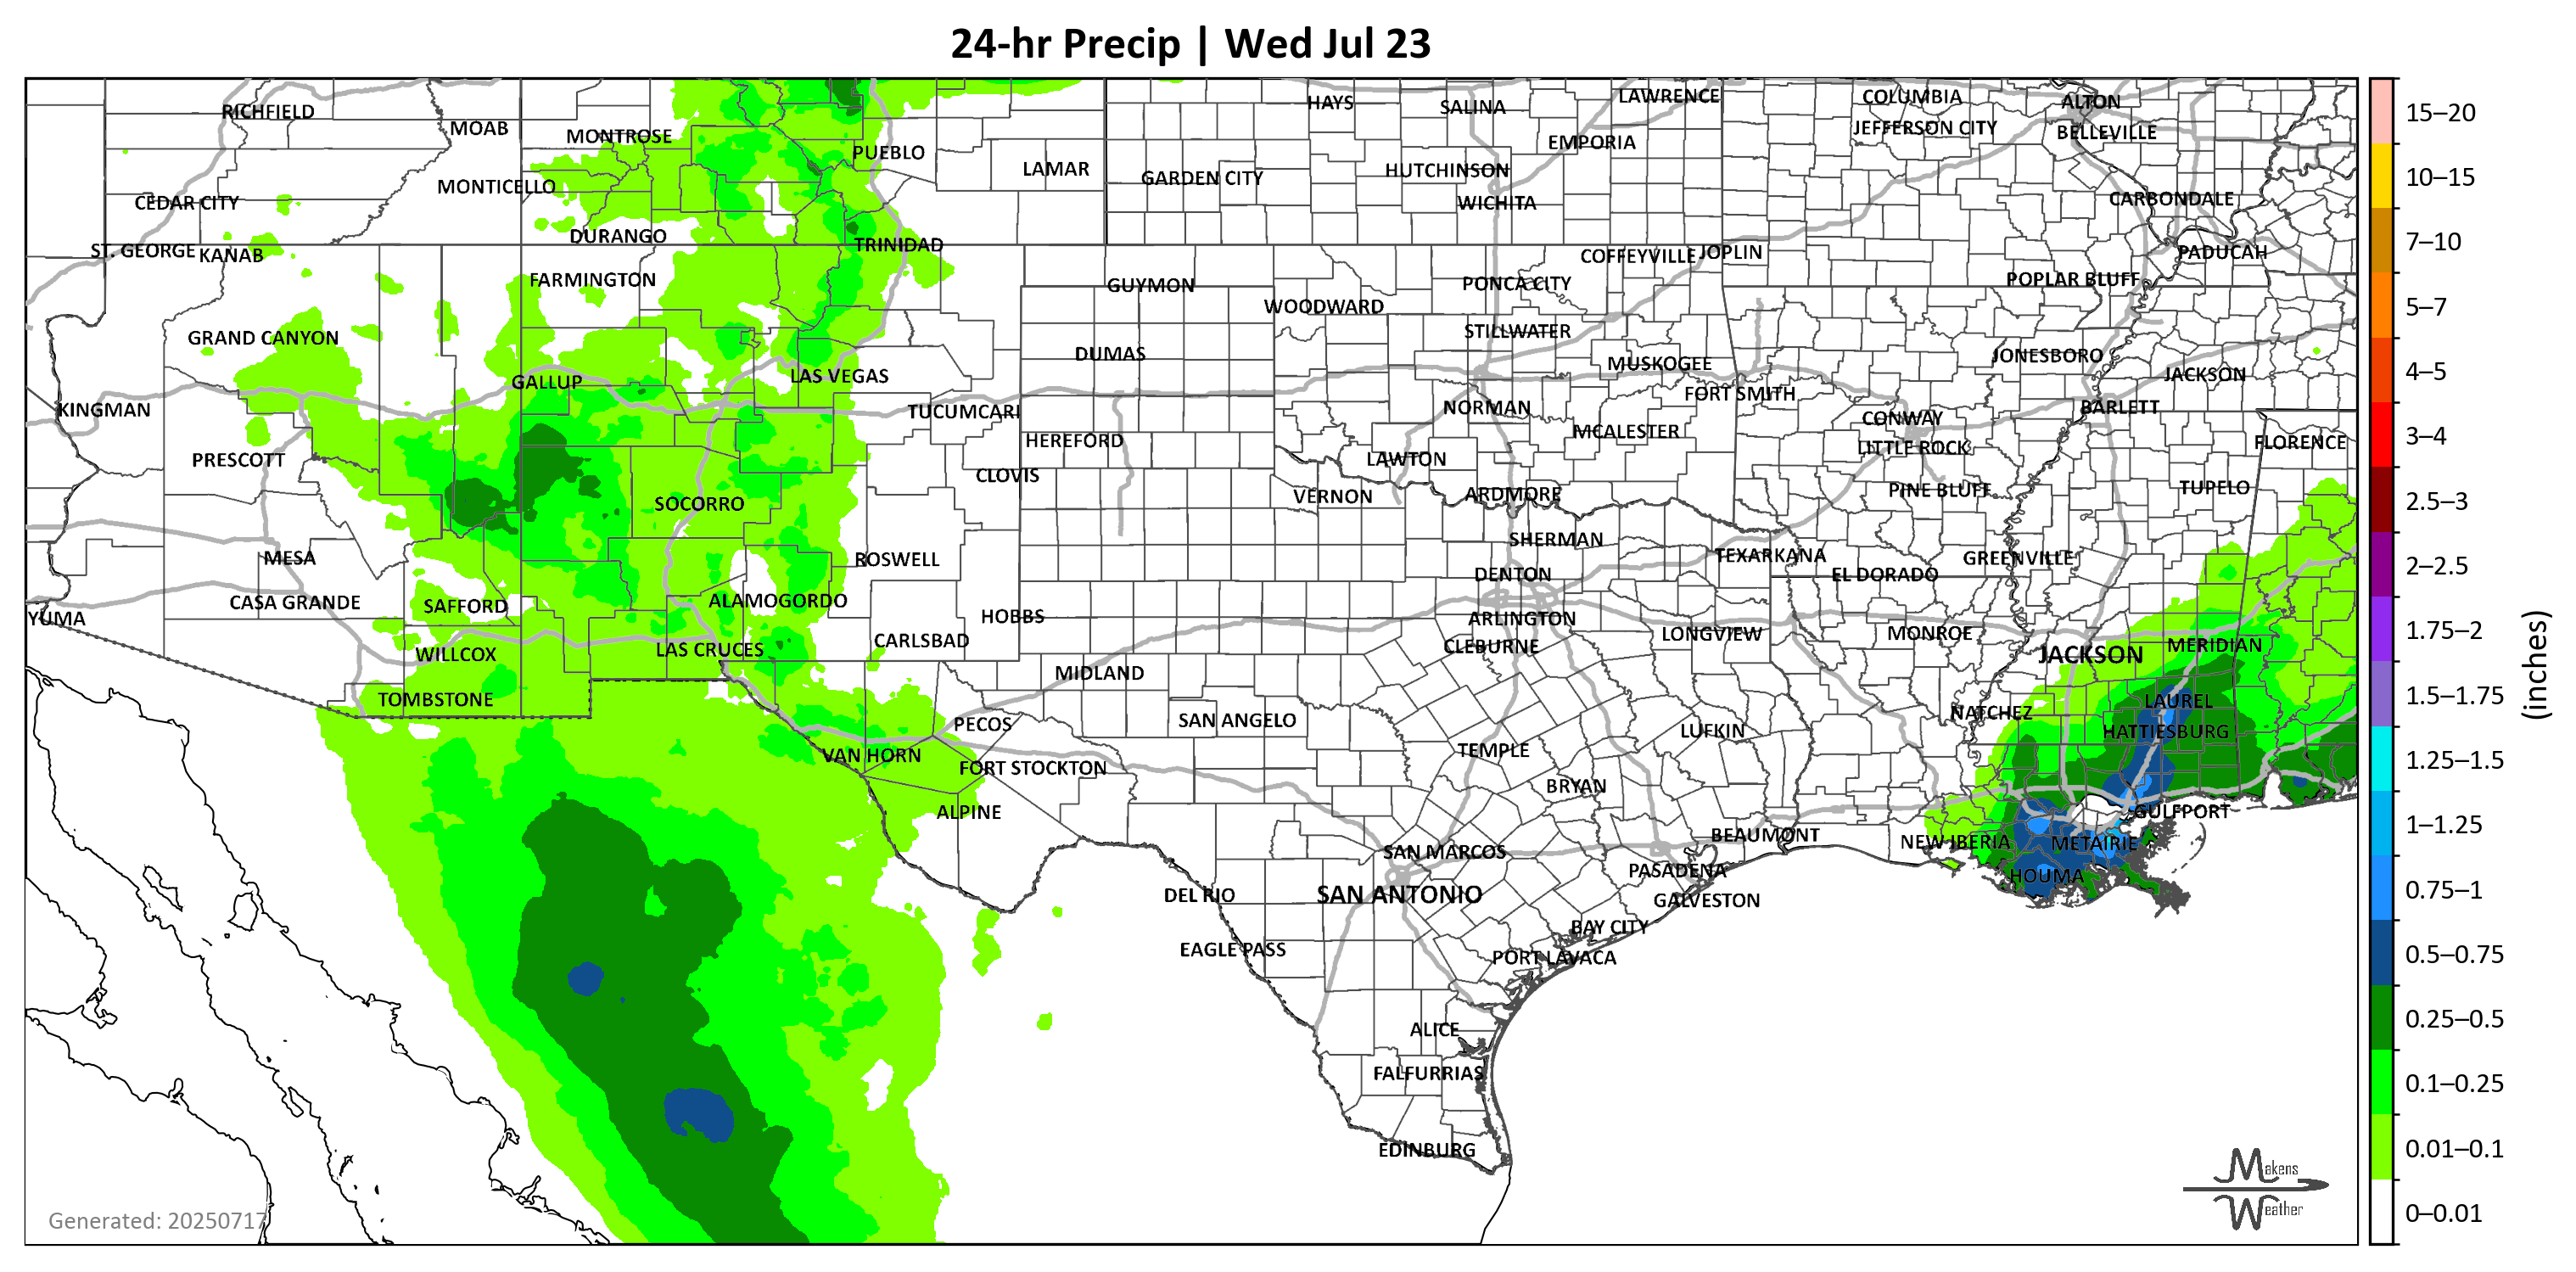 24-hr Precip | Wed Jul 23
RICHFIELD
MOAB
MONTROSE
PUEBLO
LAMAR
GARDEN CITY
HAYS
SALINA
LAWRENCE
EMPORIA
HUTCHINSON
WICHITA
COLUMBIA
JEFFERSON CITY
ALTON
BELLEVILLE
CARBONDALE
CEDAR CITY
MONTICELLO
DURANGO
TRINIDAD
ST. GEORGE
KANAB
FARMINGTON
GUYMON
WOODWARD
PONCA CITY
COFFEYVILLE
JOPLIN
POPLAR BLUFF
PADUCAH
GRAND CANYON
GALLUP
LAS VEGAS
DUMAS
STILLWATER
MUSKOGEE
FORT SMITH
JONESBORO
JACKSON
KINGMAN
TUCUMCARI
NORMAN
CONWAY
BARLETT
PRESCOTT
HEREFORD
LAWTON
MCALESTER
LITTLE ROCK
FLORENCE
SOCORRO
CLOVIS
VERNON
ARDMORE
PINE BLUFF
TUPELO
MESA
ROSWELL
SHERMAN
TEXARKANA
GREENVILLE
DENTON
EL DORADO
YUMA
CASA GRANDE
SAFFORD
ALAMOGORDO
HOBBS
ARLINGTON
CLEBURNE
LONGVIEW
MONROE
JACKSON
MERIDIAN
WILLCOX
LAS CRUCES
CARLSBAD
MIDLAND
TOMBSTONE
PECOS
SAN ANGELO
NATCHEZ
LAUREL
HATTIESBURG
VAN HORN
FORT STOCKTON
TEMPLE
LUFKIN
BRYAN
ALPINE
GULFPORT
SAN MARCOS
BEAUMONT
NEW IBERIA
METAIRIE
HOUMA
DEL RIO
SAN ANTONIO
PASADENA
GALVESTON
EAGLE PASS
BAY CITY
PORT LAVACA
ALICE
FALFURRIAS
EDINBURG
Generated: 20250717
Makens
Weather
15–20
10–15
7–10
5–7
4–5
3–4
2.5–3
2–2.5
1.75–2
1.5–1.75
1.25–1.5
1–1.25
0.75–1
0.5–0.75
0.25–0.5
0.1–0.25
0.01–0.1
0–0.01
(inches)